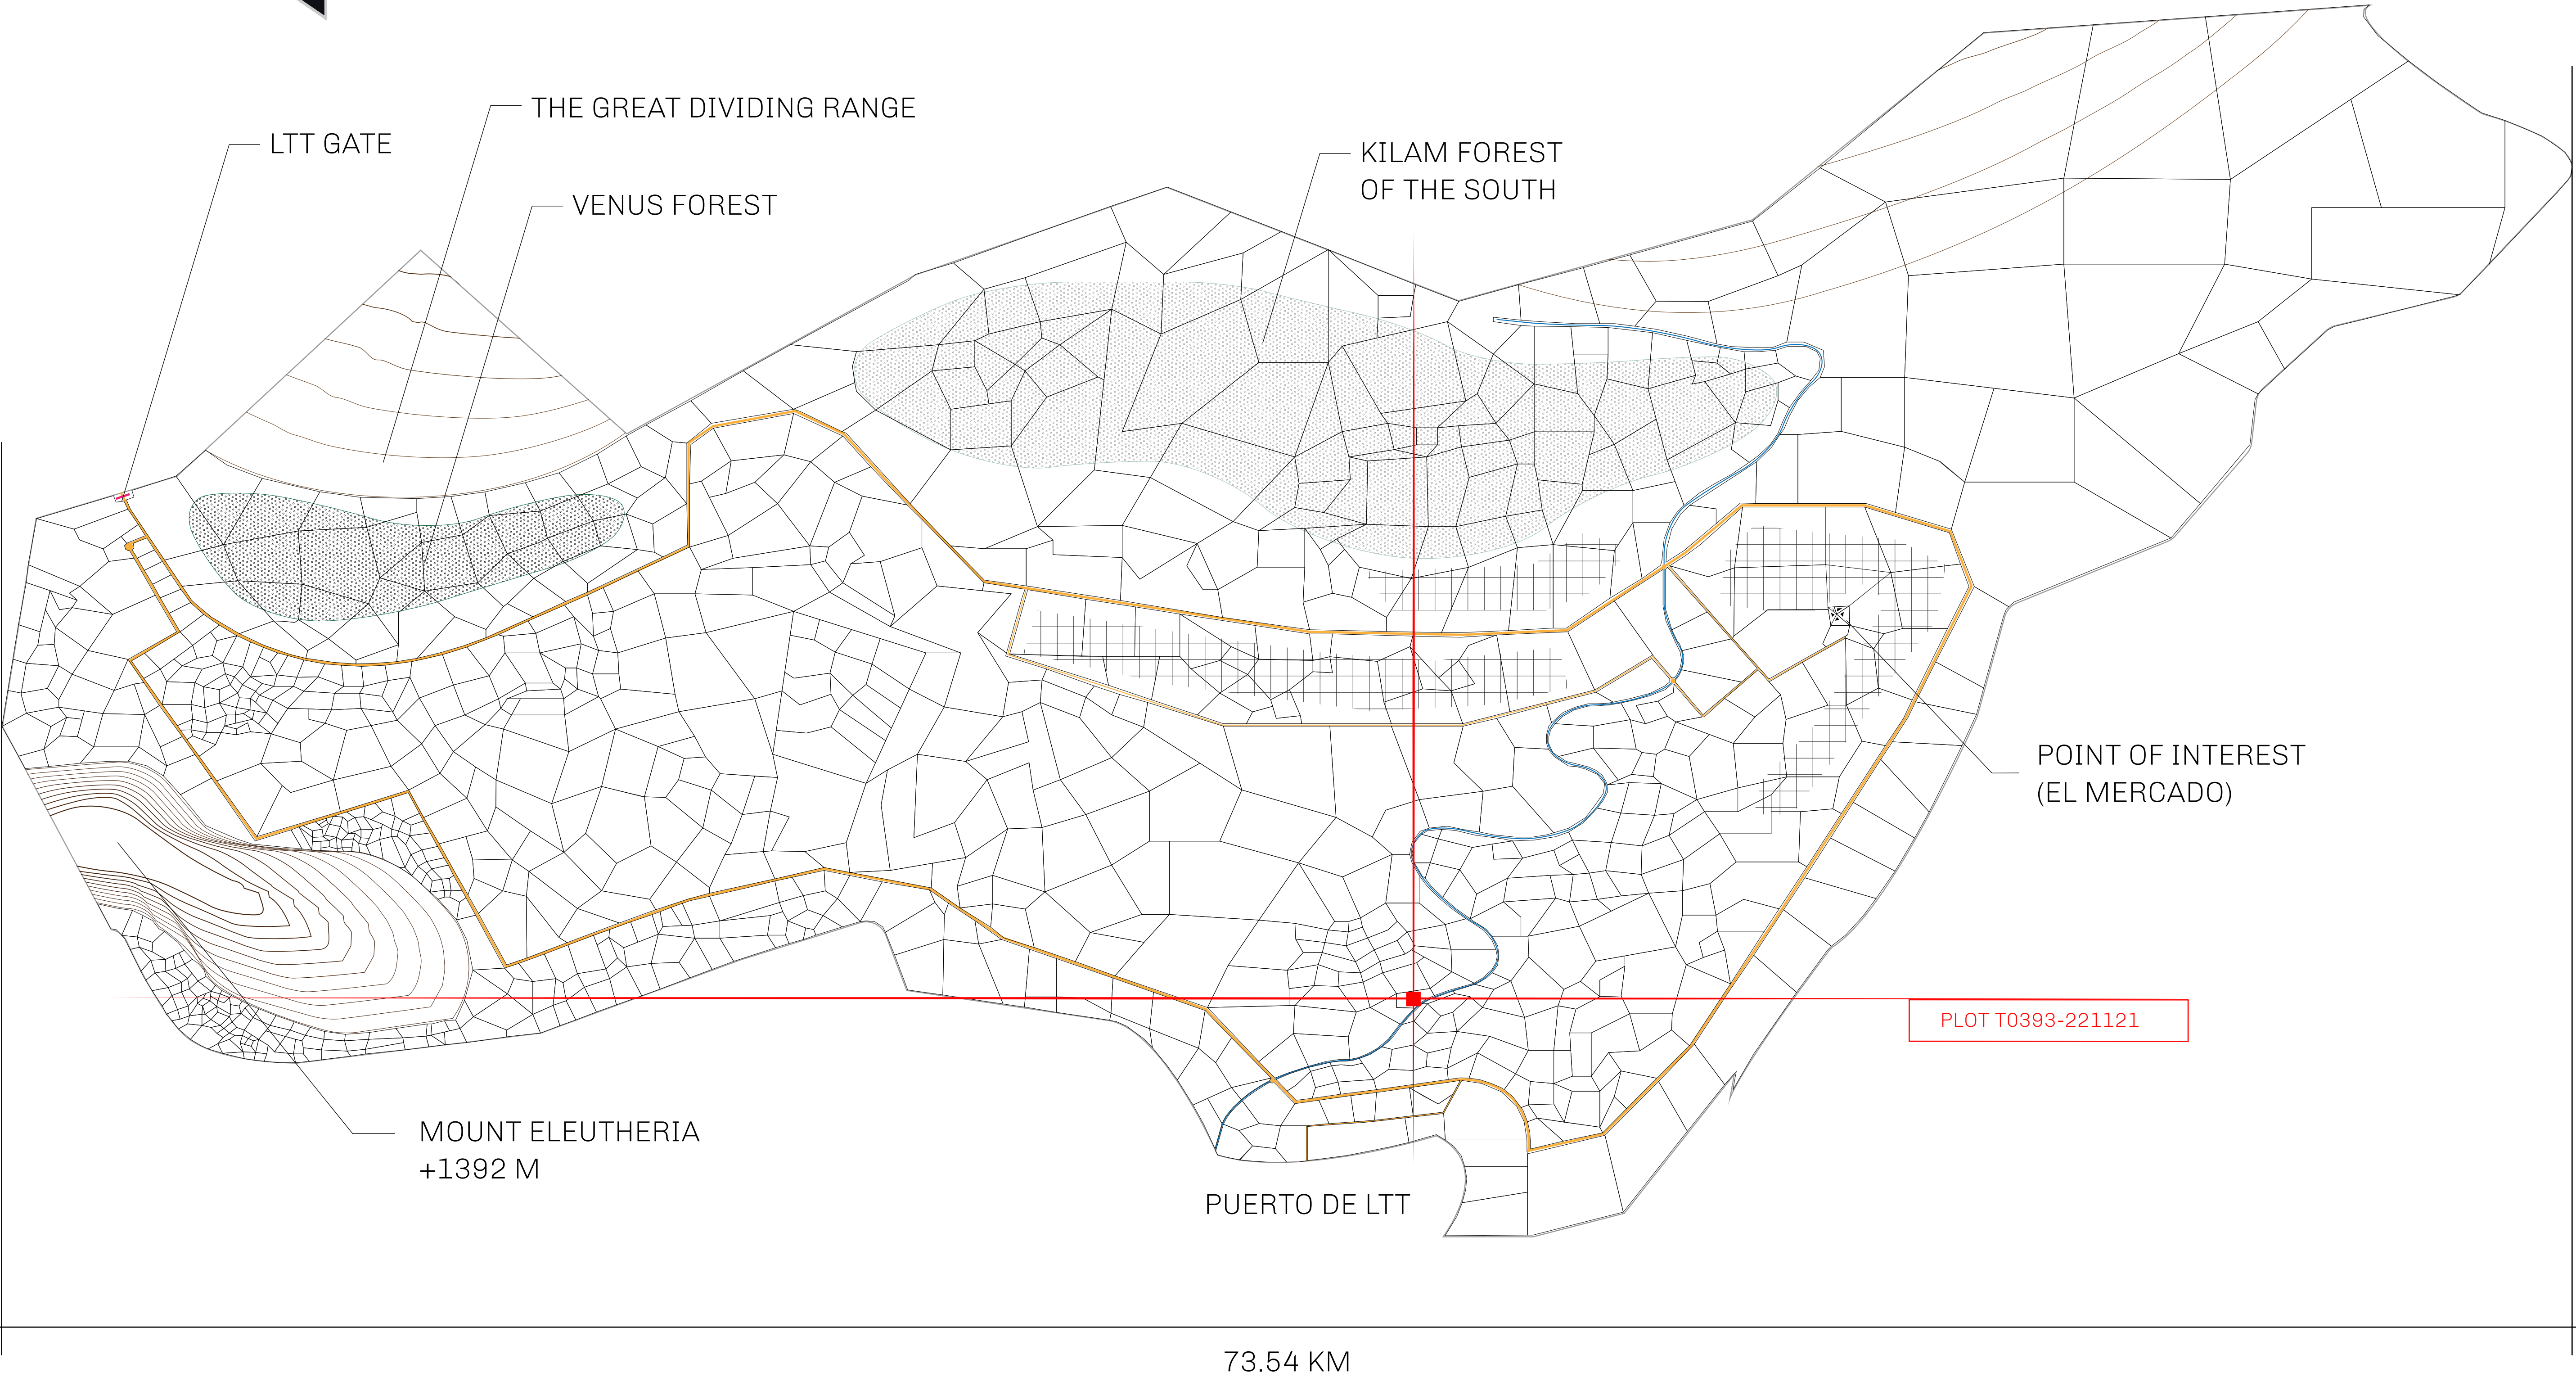 THE GREAT DIVIDING RANGE
LTT GATE
VENUS FOREST
KILAM FOREST
OF THE SOUTH
POINT OF INTEREST
(EL MERCADO)
PLOT T0393-221121
MOUNT ELEUTHERIA
+1392 M
PUERTO DE LTT
73.54 KM